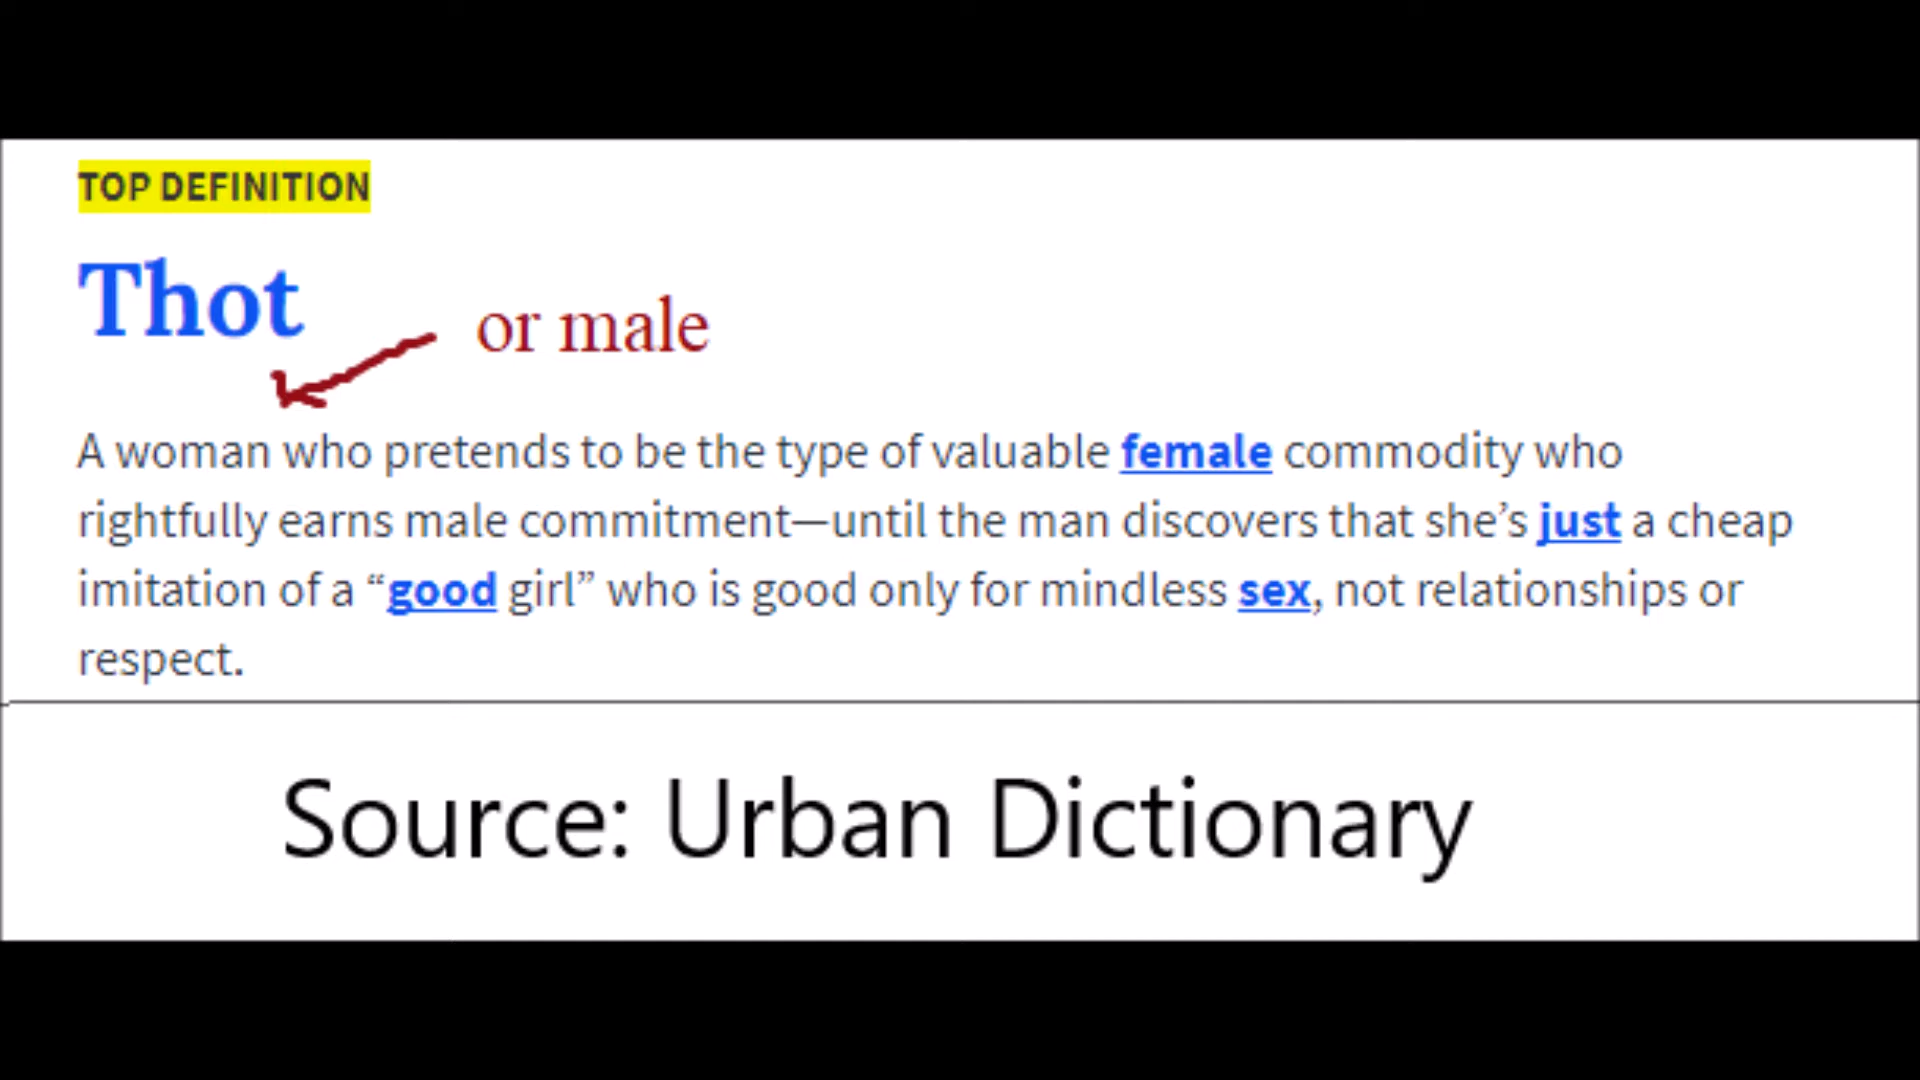 TOP DEFINITION
Thot
or male
A woman who pretends to be the type of valuable female commodity who
rightfully earns male commitment—until the man discovers that she’s just a cheap
imitation of a “good girl” who is good only for mindless sex, not relationships or
respect.
Source: Urban Dictionary